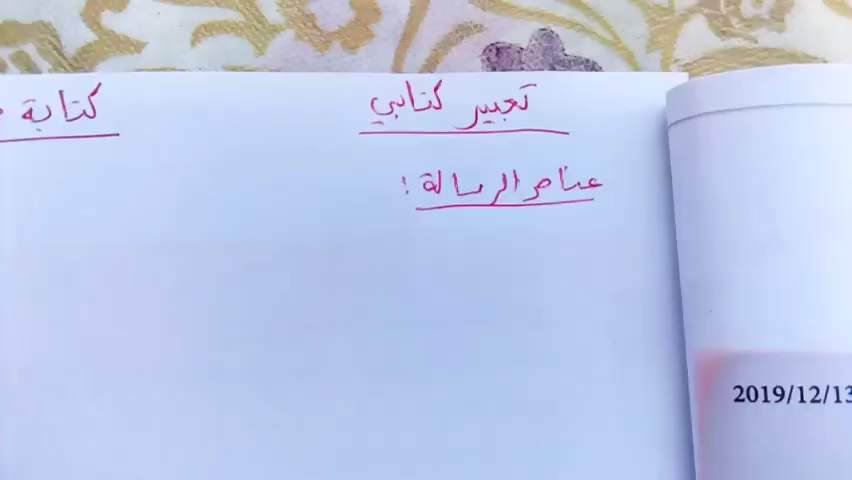 تعبير كتابي
كتابة
عناصر الرسالة :
2019/12/13